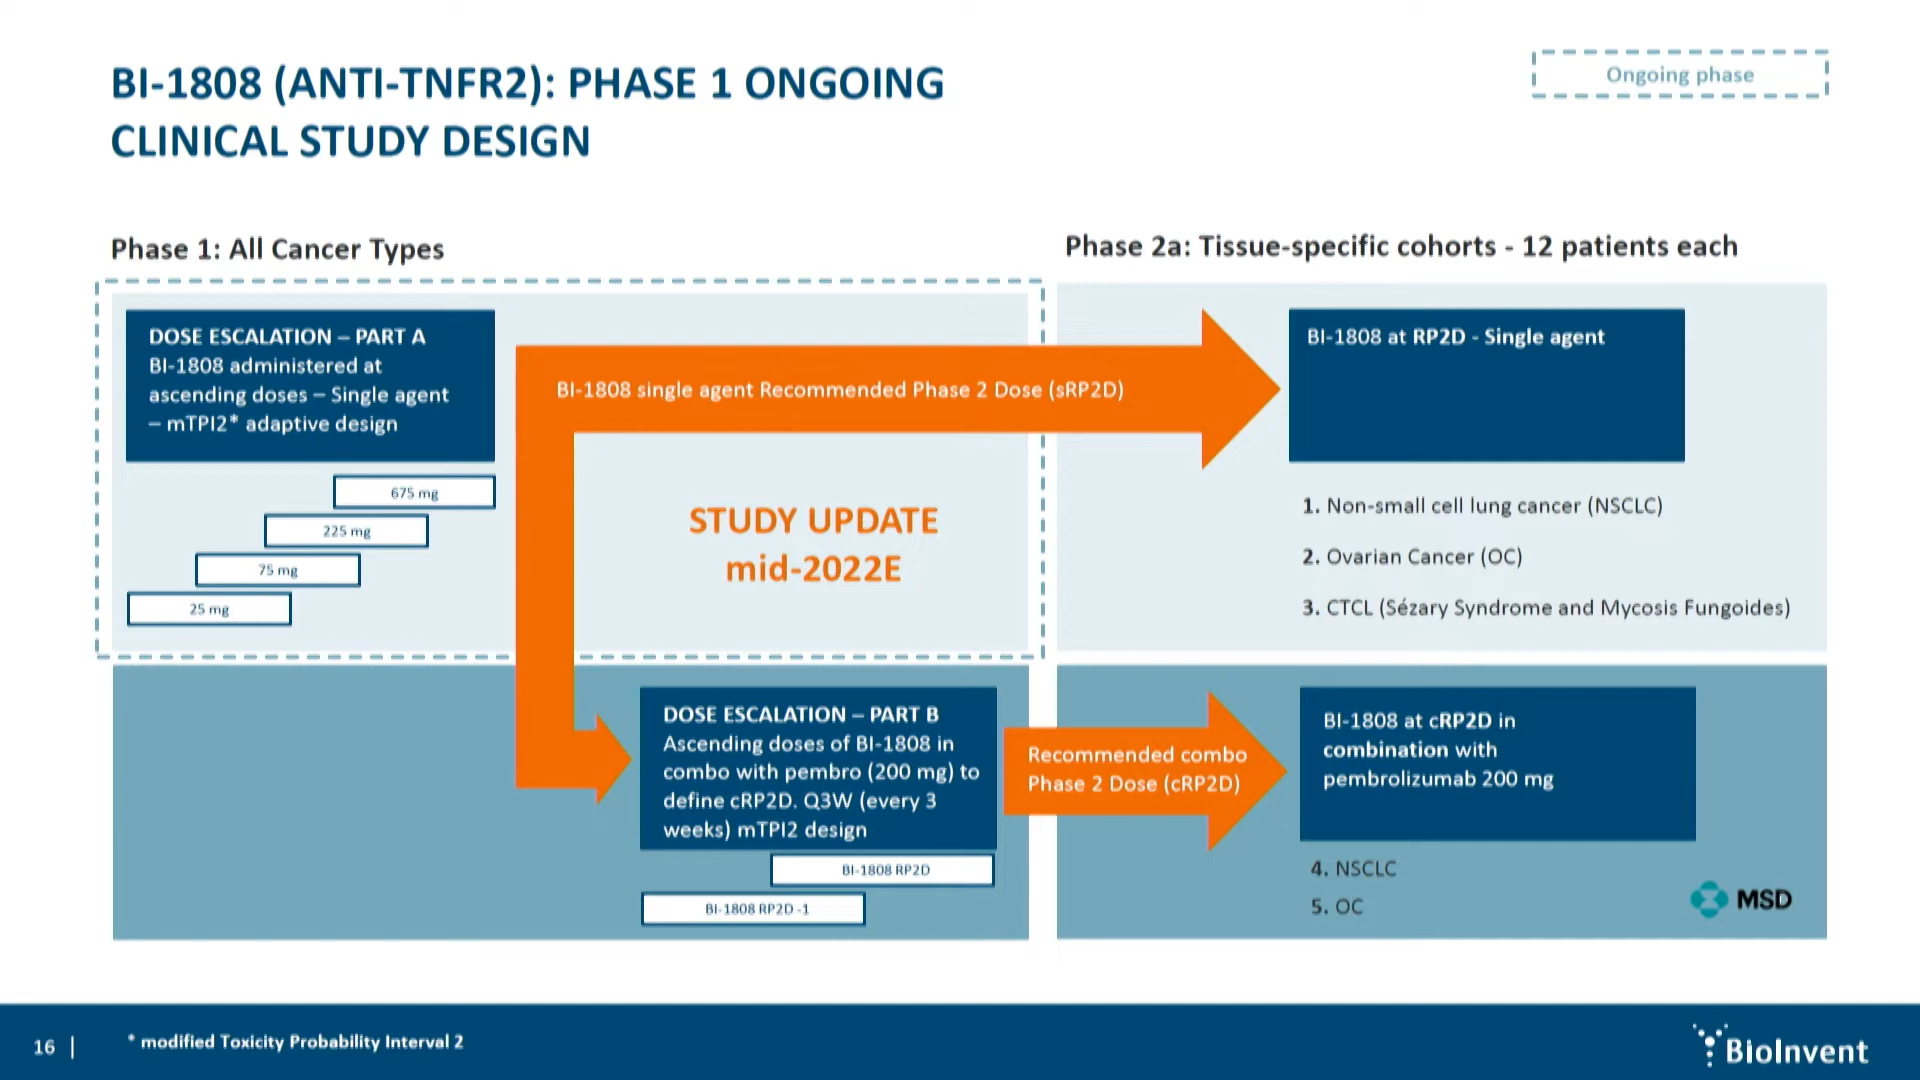 BI-1808 (ANTI-TNFR2): PHASE 1 ONGOING
CLINICAL STUDY DESIGN
Ongoing phase
Phase 1: All Cancer Types
Phase 2a: Tissue-specific cohorts - 12 patients each
DOSE ESCALATION – PART A
BI-1808 administered at
ascending doses – Single agent
– mTPI2* adaptive design
675 mg
225 mg
75 mg
25 mg
BI-1808 single agent Recommended Phase 2 Dose (sRP2D)
STUDY UPDATE
mid-2022E
BI-1808 at RP2D - Single agent
1. Non-small cell lung cancer (NSCLC)
2. Ovarian Cancer (OC)
3. CTCL (Sézary Syndrome and Mycosis Fungoides)
DOSE ESCALATION – PART B
Ascending doses of BI-1808 in
combo with pembro (200 mg) to
define cRP2D. Q3W (every 3
weeks) mTPI2 design
BI-1808 RP2D
BI-1808 RP2D -1
Recommended combo
Phase 2 Dose (cRP2D)
BI-1808 at cRP2D in
combination with
pembrolizumab 200 mg
4. NSCLC
5. OC
MSD
16 |
* modified Toxicity Probability Interval 2
BioInvent